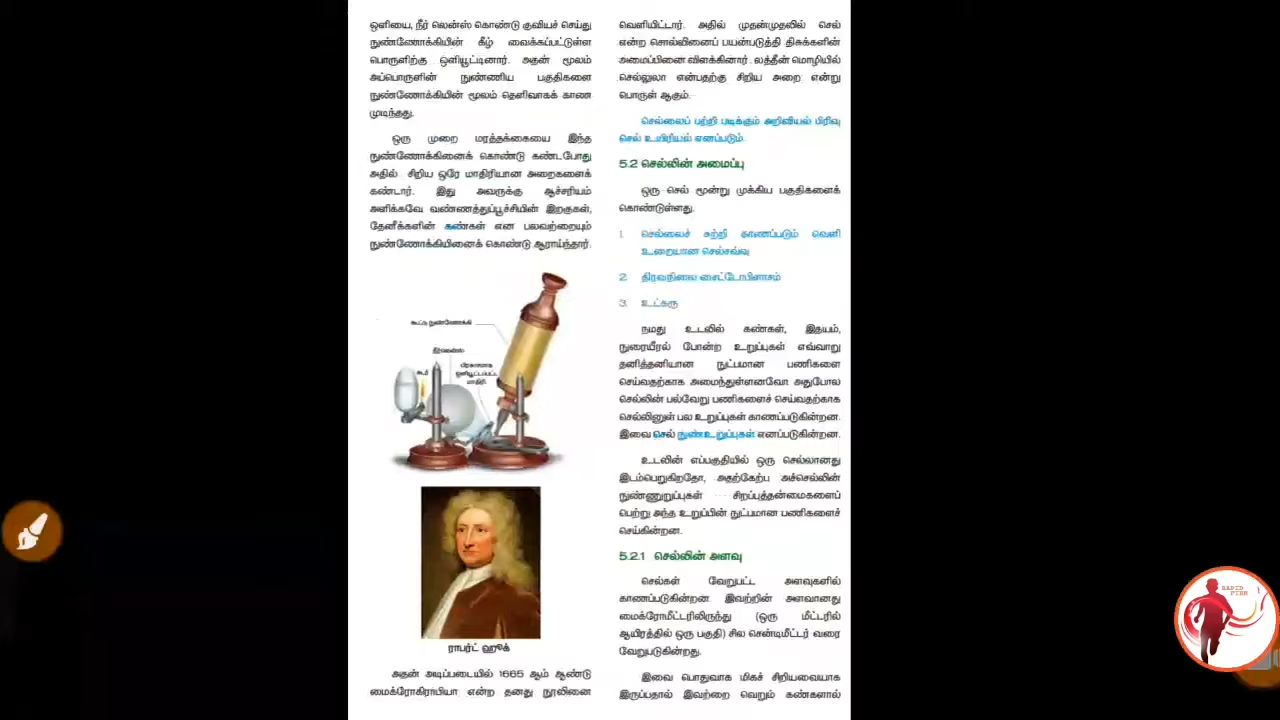 ஒளியை, நீர் லென்ஸ் கொண்டு குவியச் செய்து
நுண்ணோக்கியின் கீழ் வைக்கப்பட்டுள்ள
பொருளிற்கு ஒளியூட்டினார். அதன் மூலம்
அப்பொருளின் நுண்ணிய பகுதிகளை
நுண்ணோக்கியின் மூலம் தெளிவாகக் காண
முடிந்தது.
ஒரு முறை மரத்தக்கையை இந்த
நுண்ணோக்கினைக் கொண்டு கண்டபோது
அதில் சிறிய ஒரே மாதிரியான அறைகளைக்
கண்டார். இது அவருக்கு ஆச்சரியம்
அளிக்கவே வண்ணத்துப்பூச்சியின் இறகுகள்,
தேனீக்களின் கண்கள் என பலவற்றையும்
நுண்ணோக்கியினைக் கொண்டு ஆராய்ந்தார்.
கூட்டு நுண்ணோக்கி
நீர்லென்ஸ்
சுடர்
பிரகாசமாக
ஒளியூட்டப்பட்ட
மாதிரி
ராபர்ட் ஹூக்
அதன் அடிப்படையில் 1665 ஆம் ஆண்டு
மைக்ரோகிராபியா என்ற தனது நூலினை
வெளியிட்டார். அதில் முதன்முதலில் செல்
என்ற சொல்லினைப் பயன்படுத்தி திசுக்களின்
அமைப்பினை விளக்கினார். லத்தீன் மொழியில்
செல்லுலா என்பதற்கு சிறிய அறை என்று
பொருள் ஆகும்.
செல்லைப் பற்றி படிக்கும் அறிவியல் பிரிவு
செல் உயிரியல் எனப்படும்.
5.2 செல்லின் அமைப்பு
ஒரு செல் மூன்று முக்கிய பகுதிகளைக்
கொண்டுள்ளது.
1. செல்லைச் சுற்றி காணப்படும் வெளி
உறையான செல்சவ்வு
2. திரவநிலை சைட்டோபிளாசம்
3. உட்கரு
நமது உடலில் கண்கள், இதயம்,
நுரையீரல் போன்ற உறுப்புகள் எவ்வாறு
தனித்தனியான நுட்பமான பணிகளை
செய்வதற்காக அமைந்துள்ளனவோ அதுபோல
செல்லின் பல்வேறு பணிகளைச் செய்வதற்காக
செல்லினுள் பல உறுப்புகள் காணப்படுகின்றன.
இவை செல் நுண்உறுப்புகள் எனப்படுகின்றன.
உடலின் எப்பகுதியில் ஒரு செல்லானது
இடம்பெறுகிறதோ, அதற்கேற்ப அச்செல்லின்
நுண்ணுறுப்புகள் சிறப்புத்தன்மைகளைப்
பெற்று அந்த உறுப்பின் நுட்பமான பணிகளைச்
செய்கின்றன.
5.2.1 செல்லின் அளவு
செல்கள் வேறுபட்ட அளவுகளில்
காணப்படுகின்றன. இவற்றின் அளவானது
மைக்ரோமீட்டரிலிருந்து (ஒரு மீட்டரில்
ஆயிரத்தில் ஒரு பகுதி) சில சென்டிமீட்டர் வரை
வேறுபடுகின்றது.
இவை பொதுவாக மிகச் சிறியவையாக
இருப்பதால் இவற்றை வெறும் கண்களால்
RAPID